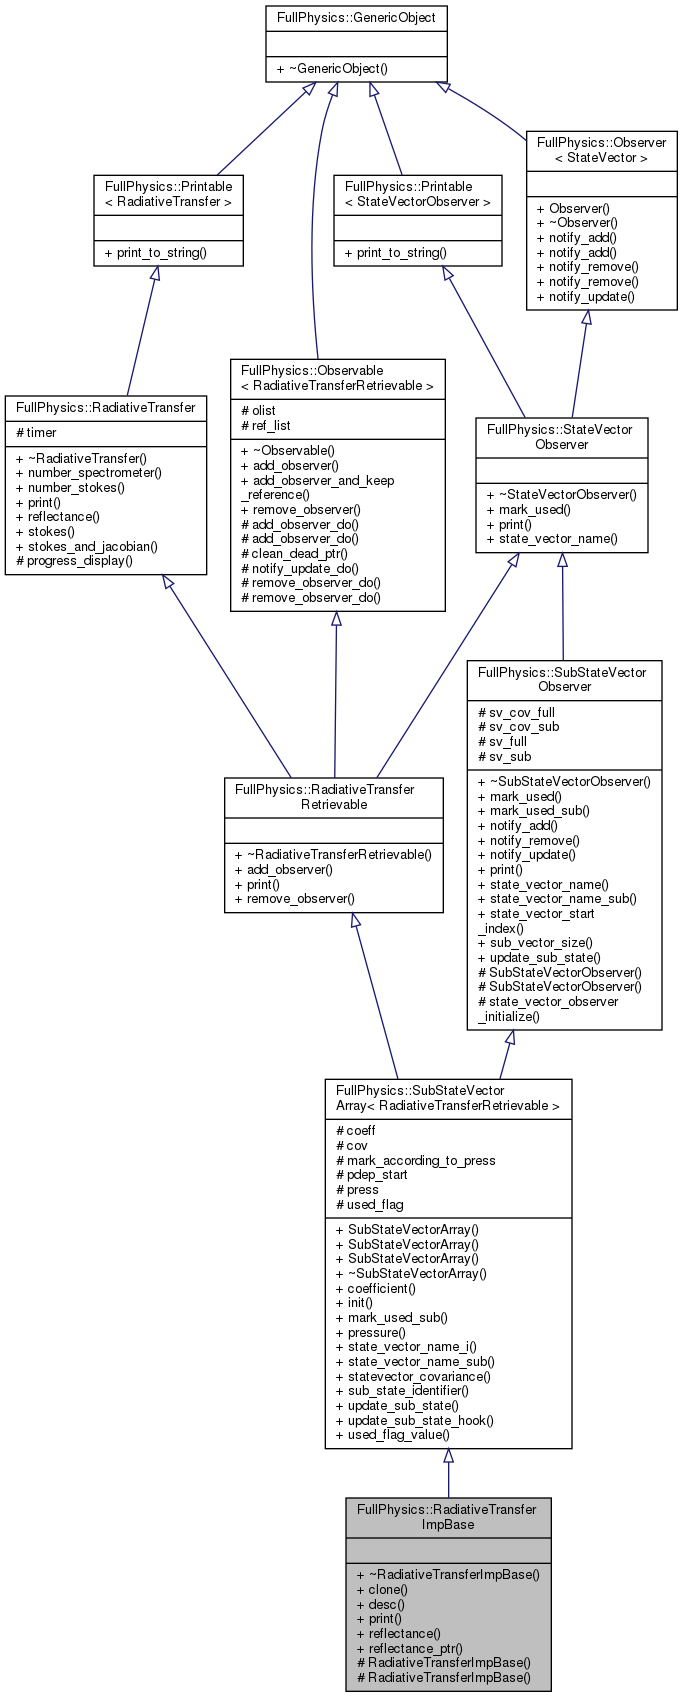 FullPhysics::GenericObject
+ ~GenericObject()
FullPhysics::Printable
< RadiativeTransfer >
+ print_to_string()
FullPhysics::Printable
< StateVectorObserver >
+ print_to_string()
FullPhysics::Observer
< StateVector >
+ Observer()
+ ~Observer()
+ notify_add()
+ notify_add()
+ notify_remove()
+ notify_remove()
+ notify_update()
FullPhysics::RadiativeTransfer
# timer
+ ~RadiativeTransfer()
+ number_spectrometer()
+ number_stokes()
+ print()
+ reflectance()
+ stokes()
+ stokes_and_jacobian()
# progress_display()
FullPhysics::Observable
< RadiativeTransferRetrievable >
# olist
# ref_list
+ ~Observable()
+ add_observer()
+ add_observer_and_keep
_reference()
+ remove_observer()
# add_observer_do()
# add_observer_do()
# clean_dead_ptr()
# notify_update_do()
# remove_observer_do()
# remove_observer_do()
FullPhysics::StateVector
Observer
+ ~StateVectorObserver()
+ mark_used()
+ print()
+ state_vector_name()
FullPhysics::RadiativeTransfer
Retrievable
+ ~RadiativeTransferRetrievable()
+ add_observer()
+ print()
+ remove_observer()
FullPhysics::SubStateVector
Observer
# sv_cov_full
# sv_cov_sub
# sv_full
# sv_sub
+ ~SubStateVectorObserver()
+ mark_used()
+ mark_used_sub()
+ notify_add()
+ notify_remove()
+ notify_update()
+ print()
+ state_vector_name()
+ state_vector_name_sub()
+ state_vector_start
_index()
+ sub_vector_size()
+ update_sub_state()
# SubStateVectorObserver()
# SubStateVectorObserver()
# state_vector_observer
_initialize()
FullPhysics::SubStateVector
Array< RadiativeTransferRetrievable >
# coeff
# cov
# mark_according_to_press
# pdep_start
# press
# used_flag
+ SubStateVectorArray()
+ SubStateVectorArray()
+ SubStateVectorArray()
+ ~SubStateVectorArray()
+ coefficient()
+ init()
+ mark_used_sub()
+ pressure()
+ state_vector_name_i()
+ state_vector_name_sub()
+ statevector_covariance()
+ sub_state_identifier()
+ update_sub_state()
+ update_sub_state_hook()
+ used_flag_value()
FullPhysics::RadiativeTransfer
ImpBase
+ ~RadiativeTransferImpBase()
+ clone()
+ desc()
+ print()
+ reflectance()
+ reflectance_ptr()
# RadiativeTransferImpBase()
# RadiativeTransferImpBase()